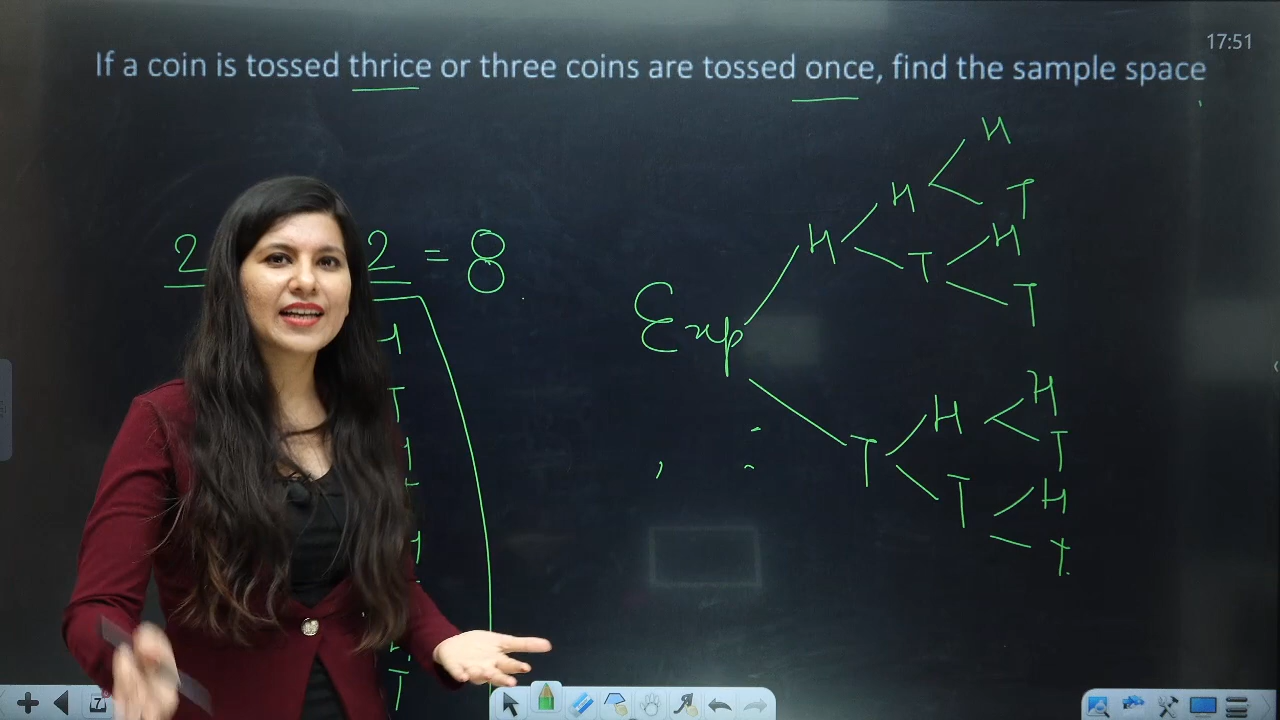 17:51
If a coin is tossed thrice or three coins are tossed once, find the sample space
2 2 = 8
H
T
Exp
H
H
H
T
T
H
T
T
H
H
T
T
H
T
7